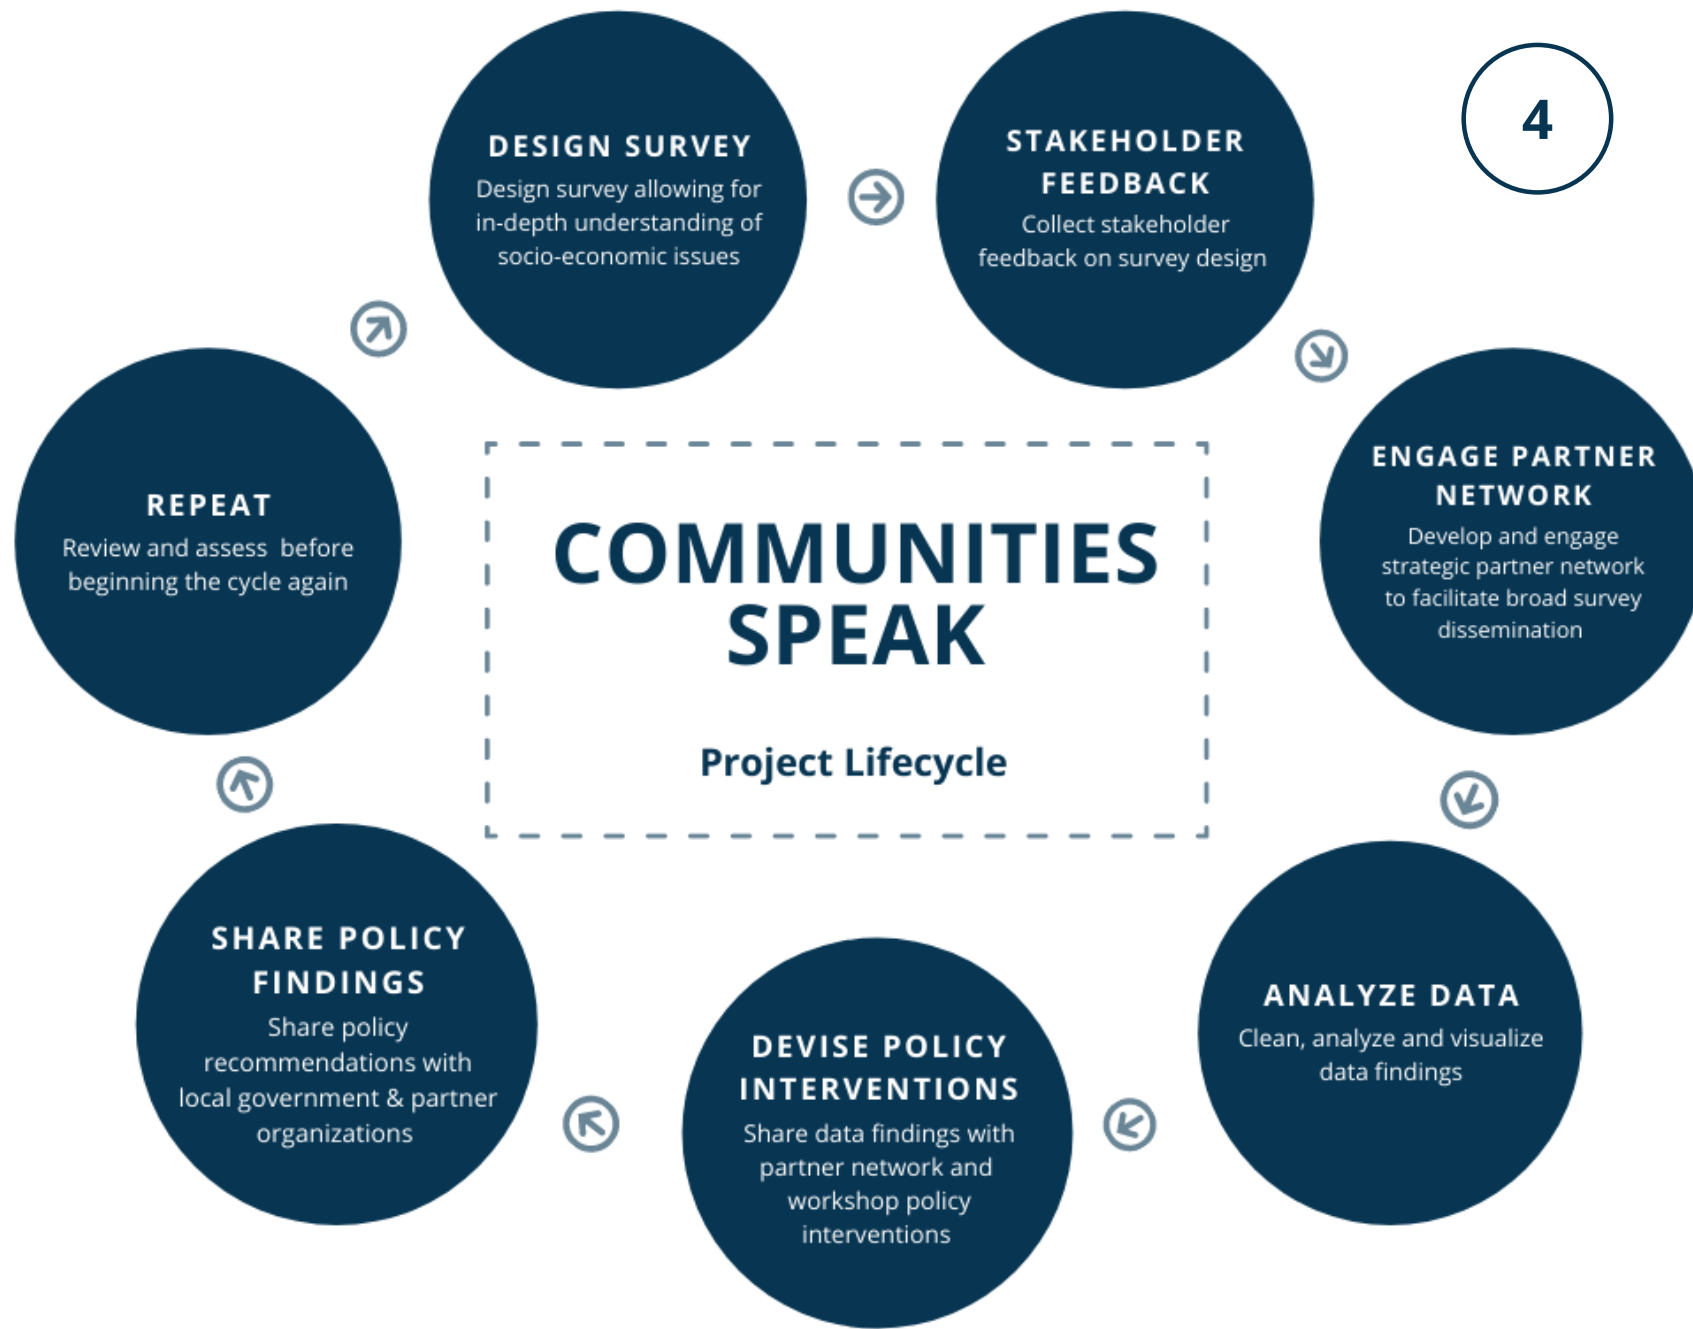 DESIGN SURVEY
Design survey allowing for
in-depth understanding of
socio-economic issues
STAKEHOLDER
FEEDBACK
Collect stakeholder
feedback on survey design
4
ENGAGE PARTNER
NETWORK
Develop and engage
strategic partner network
to facilitate broad survey
dissemination
ANALYZE DATA
Clean, analyze and visualize
data findings
DEVISE POLICY
INTERVENTIONS
Share data findings with
partner network and
workshop policy
interventions
SHARE POLICY
FINDINGS
Share policy
recommendations with
local government & partner
organizations
REPEAT
Review and assess before
beginning the cycle again
COMMUNITIES
SPEAK
Project Lifecycle